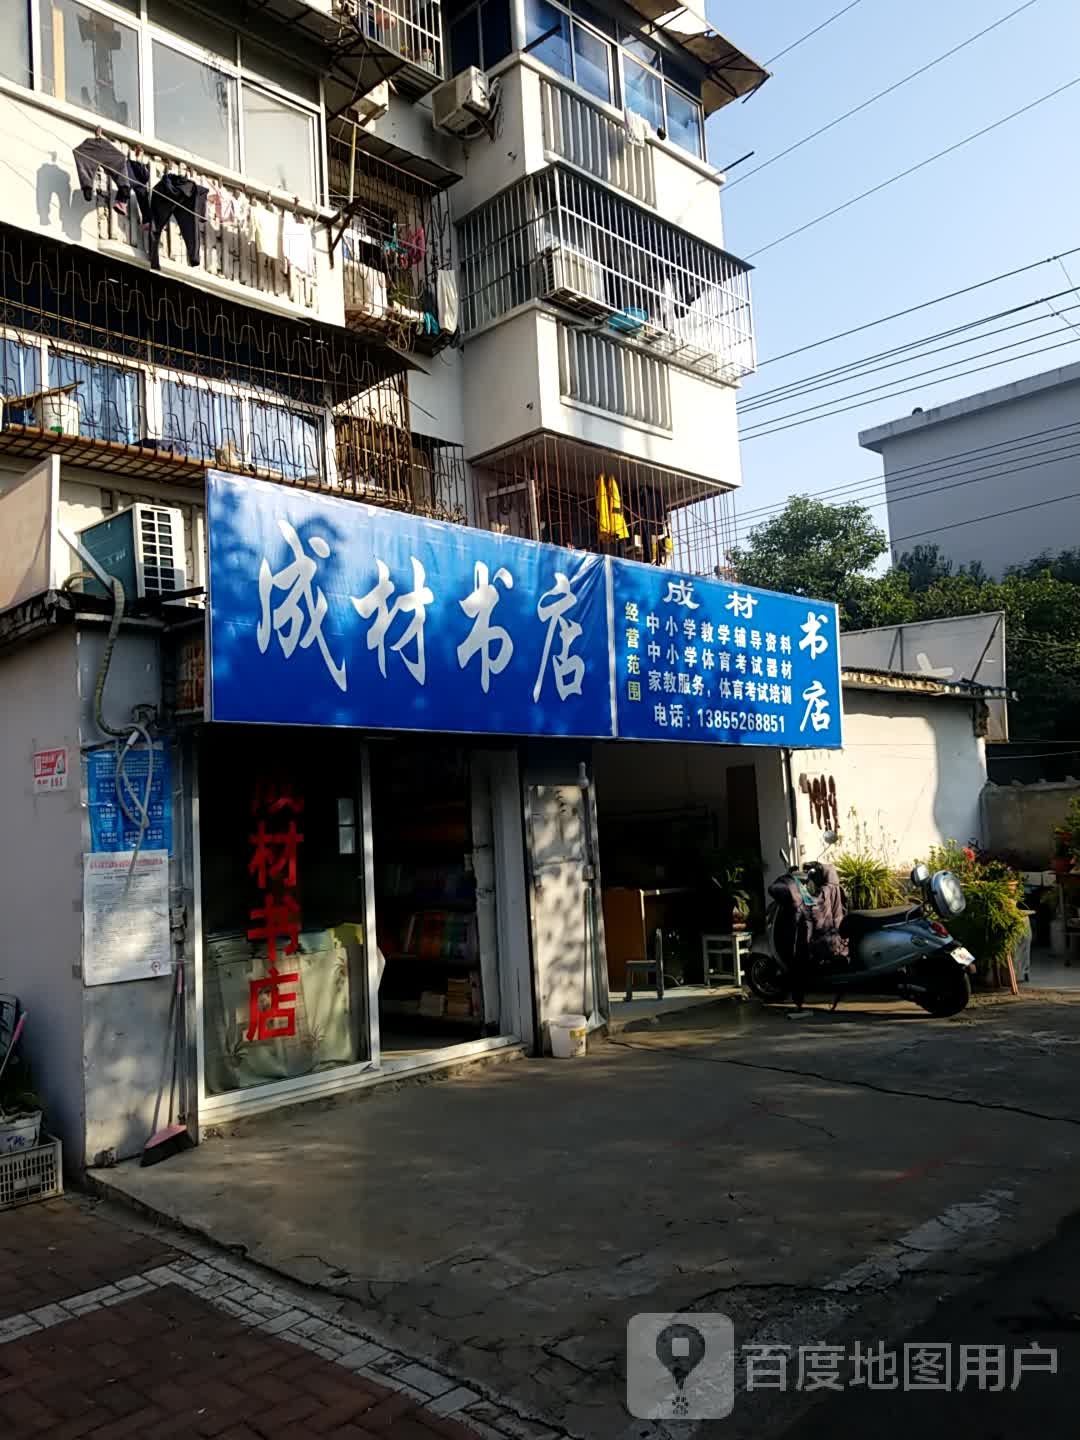 成材书店
成材
书店
经营范围
中小学教学辅导资料
中小学体育考试器材
家教服务，体育考试培训
电话：13855268851
成材书店
百度地图用户